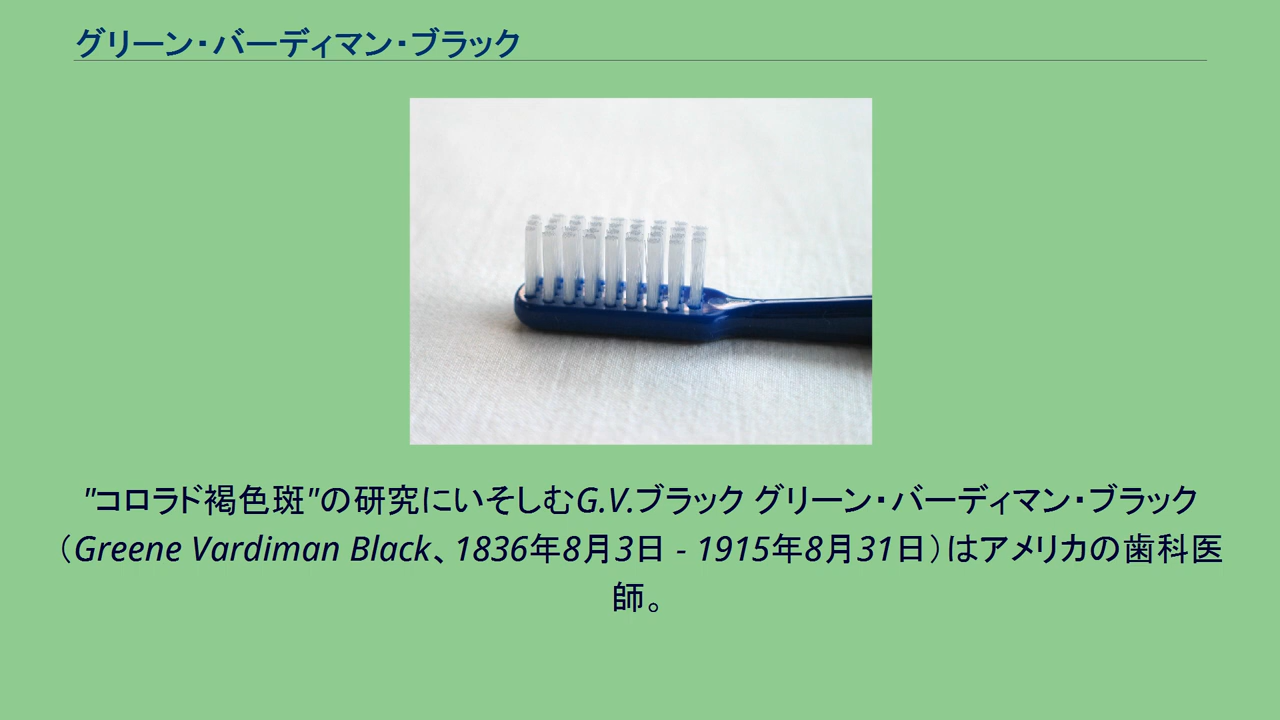 グリーン・バーディマン・ブラック
"コロラド褐色斑"の研究にいそしむG.V.ブラック グリーン・バーディマン・ブラック
（Greene Vardiman Black、1836年8月3日 - 1915年8月31日）はアメリカの歯科医
師。